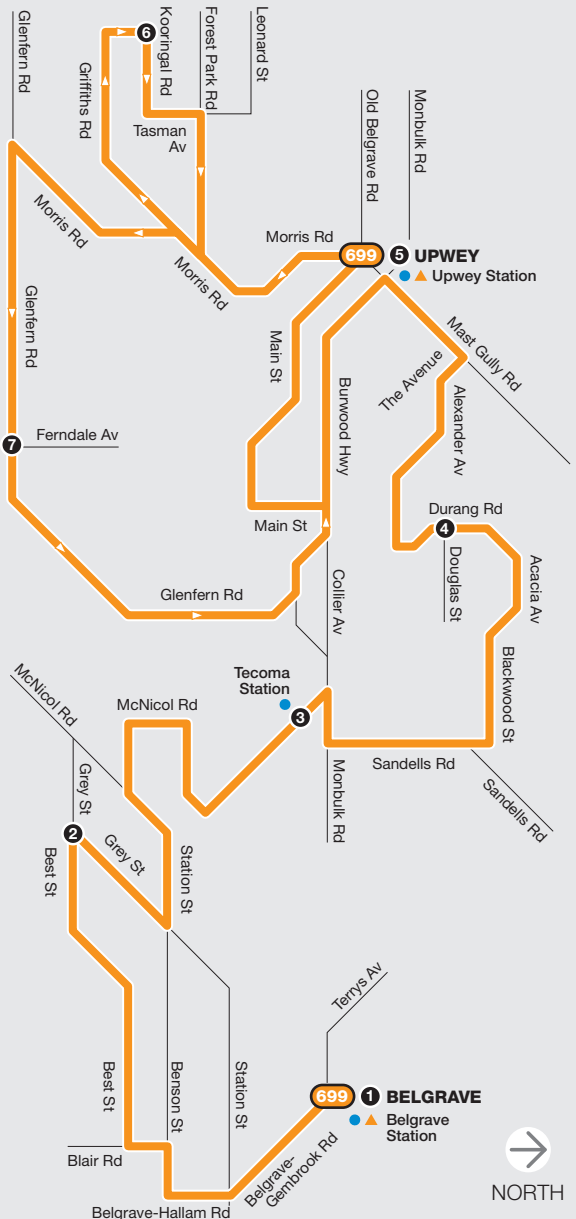 Glenfern Rd
6
Kooringal Rd
Forest Park Rd
Leonard St
Griffiths Rd
Tasman
Av
Old Belgrave Rd
Monbulk Rd
Morris Rd
Morris Rd
Morris Rd
699
5 UPWEY
Upwey Station
Glenfern Rd
Main St
Burwood Hwy
The Avenue
Mast Gully Rd
Alexander Av
7
Ferndale Av
Main St
Durang Rd
4
Douglas St
Acacia Av
Glenfern Rd
Collier Av
Blackwood St
Tecoma
Station
3
McNicol Rd
McNicol Rd
Sandells Rd
Sandells Rd
Monbulk Rd
Grey St
2
Grey St
Best St
Station St
Terrys Av
Best St
Benson St
Station St
699
1 BELGRAVE
Belgrave
Station
Blair Rd
Belgrave-
Gembrook Rd
Belgrave-Hallam Rd
NORTH